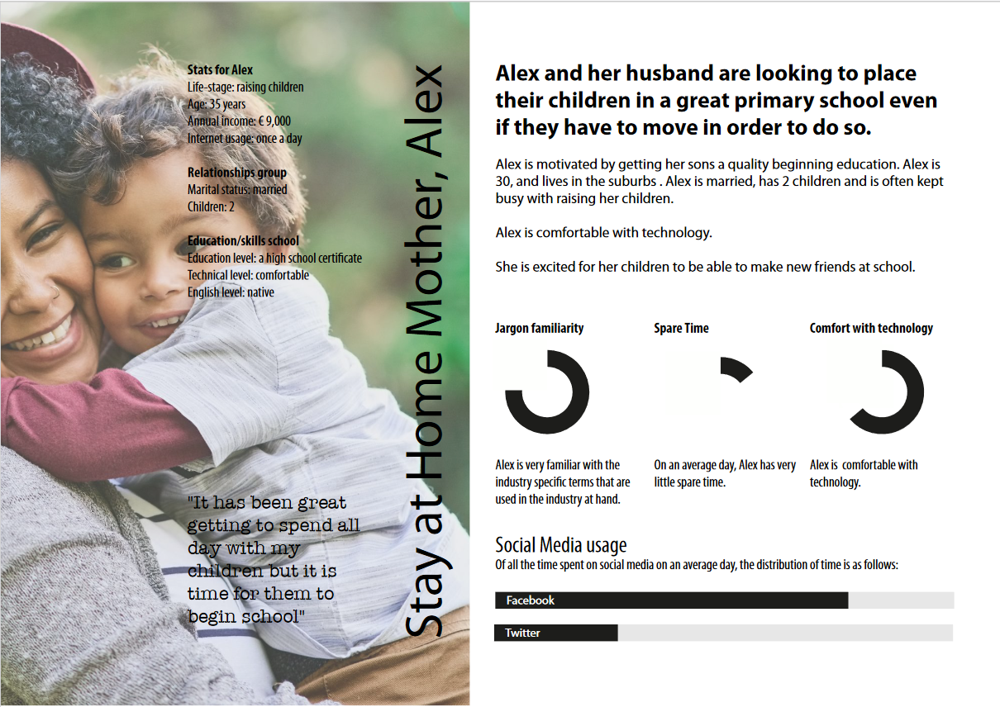 Stats for Alex
Life-stage: raising children
Age: 35 years
Annual income: € 9,000
Internet usage: once a day
Relationships group
Marital status: married
Children: 2
Education/skills school
Education level: a high school certificate
Technical level: comfortable
English level: native
"It has been great
getting to spend all
day with my
children but it is
time for them to
begin school"
Stay at Home Mother, Alex
Alex and her husband are looking to place
their children in a great primary school even
if they have to move in order to do so.
Alex is motivated by getting her sons a quality beginning education. Alex is
30, and lives in the suburbs . Alex is married, has 2 children and is often kept
busy with raising her children.
Alex is comfortable with technology.
She is excited for her children to be able to make new friends at school.
Jargon familiarity
Alex is very familiar with the
industry specific terms that are
used in the industry at hand.
Spare Time
On an average day, Alex has very
little spare time.
Comfort with technology
Alex is  comfortable with
technology.
Social Media usage
Of all the time spent on social media on an average day, the distribution of time is as follows:
Facebook
Twitter